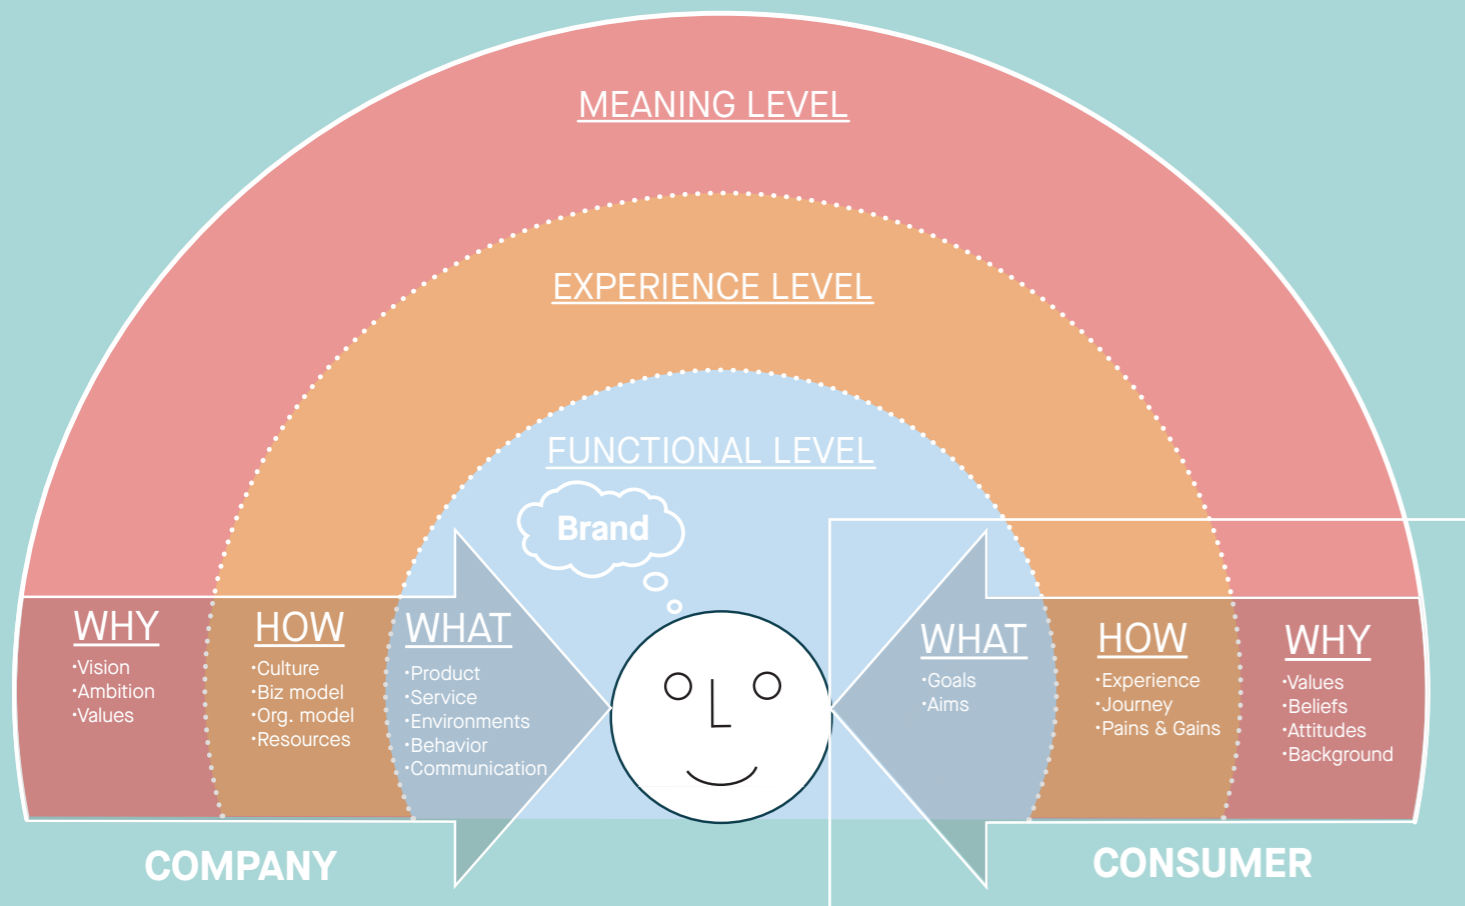 MEANING LEVEL
EXPERIENCE LEVEL
FUNCTIONAL LEVEL
Brand
WHY
•Vision
•Ambition
•Values
HOW
•Culture
•Biz model
•Org. model
•Resources
WHAT
•Product
•Service
•Environments
•Behavior
•Communication
WHAT
•Goals
•Aims
HOW
•Experience
•Journey
•Pains & Gains
WHY
•Values
•Beliefs
•Attitudes
•Background
COMPANY
CONSUMER